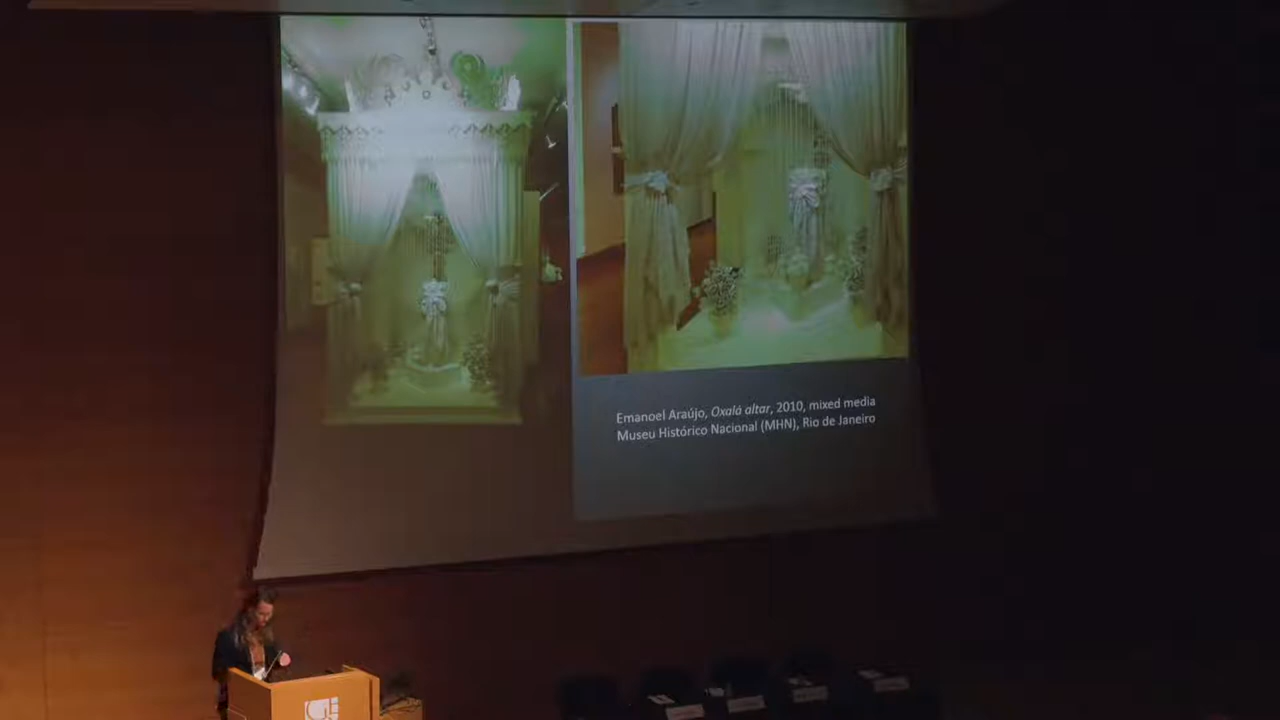 Emanoel Araújo, Oxalá altar, 2010, mixed media
Museu Histórico Nacional (MHN), Rio de Janeiro